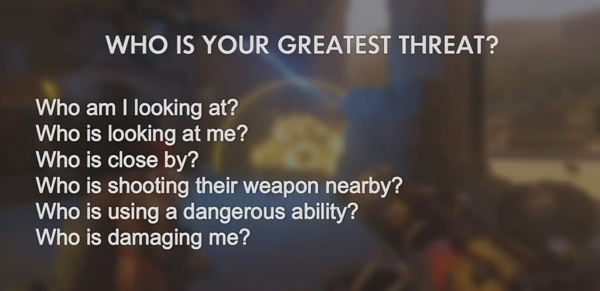 WHO IS YOUR GREATEST THREAT?
Who am I looking at?
Who is looking at me?
Who is close by?
Who is shooting their weapon nearby?
Who is using a dangerous ability?
Who is damaging me?